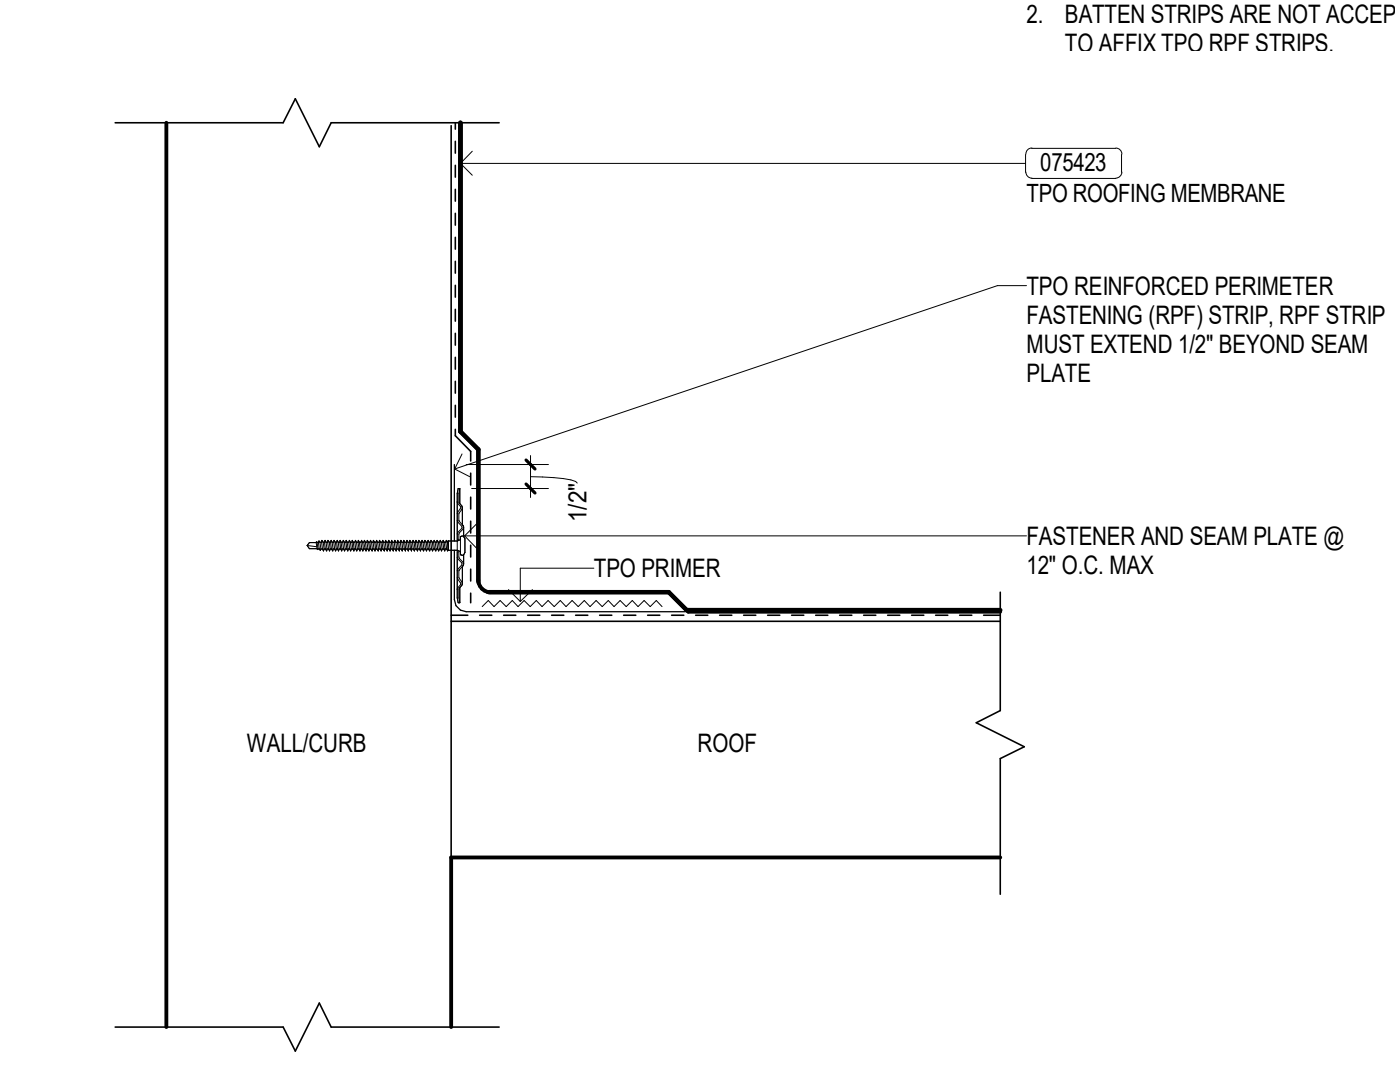 2. BATTEN STRIPS ARE NOT ACCEP
TO AFFIX TPO RPF STRIPS.
075423
TPO ROOFING MEMBRANE
TPO REINFORCED PERIMETER
FASTENING (RPF) STRIP, RPF STRIP
MUST EXTEND 1/2" BEYOND SEAM
PLATE
1/2"
FASTENER AND SEAM PLATE @
12" O.C. MAX
TPO PRIMER
WALL/CURB
ROOF